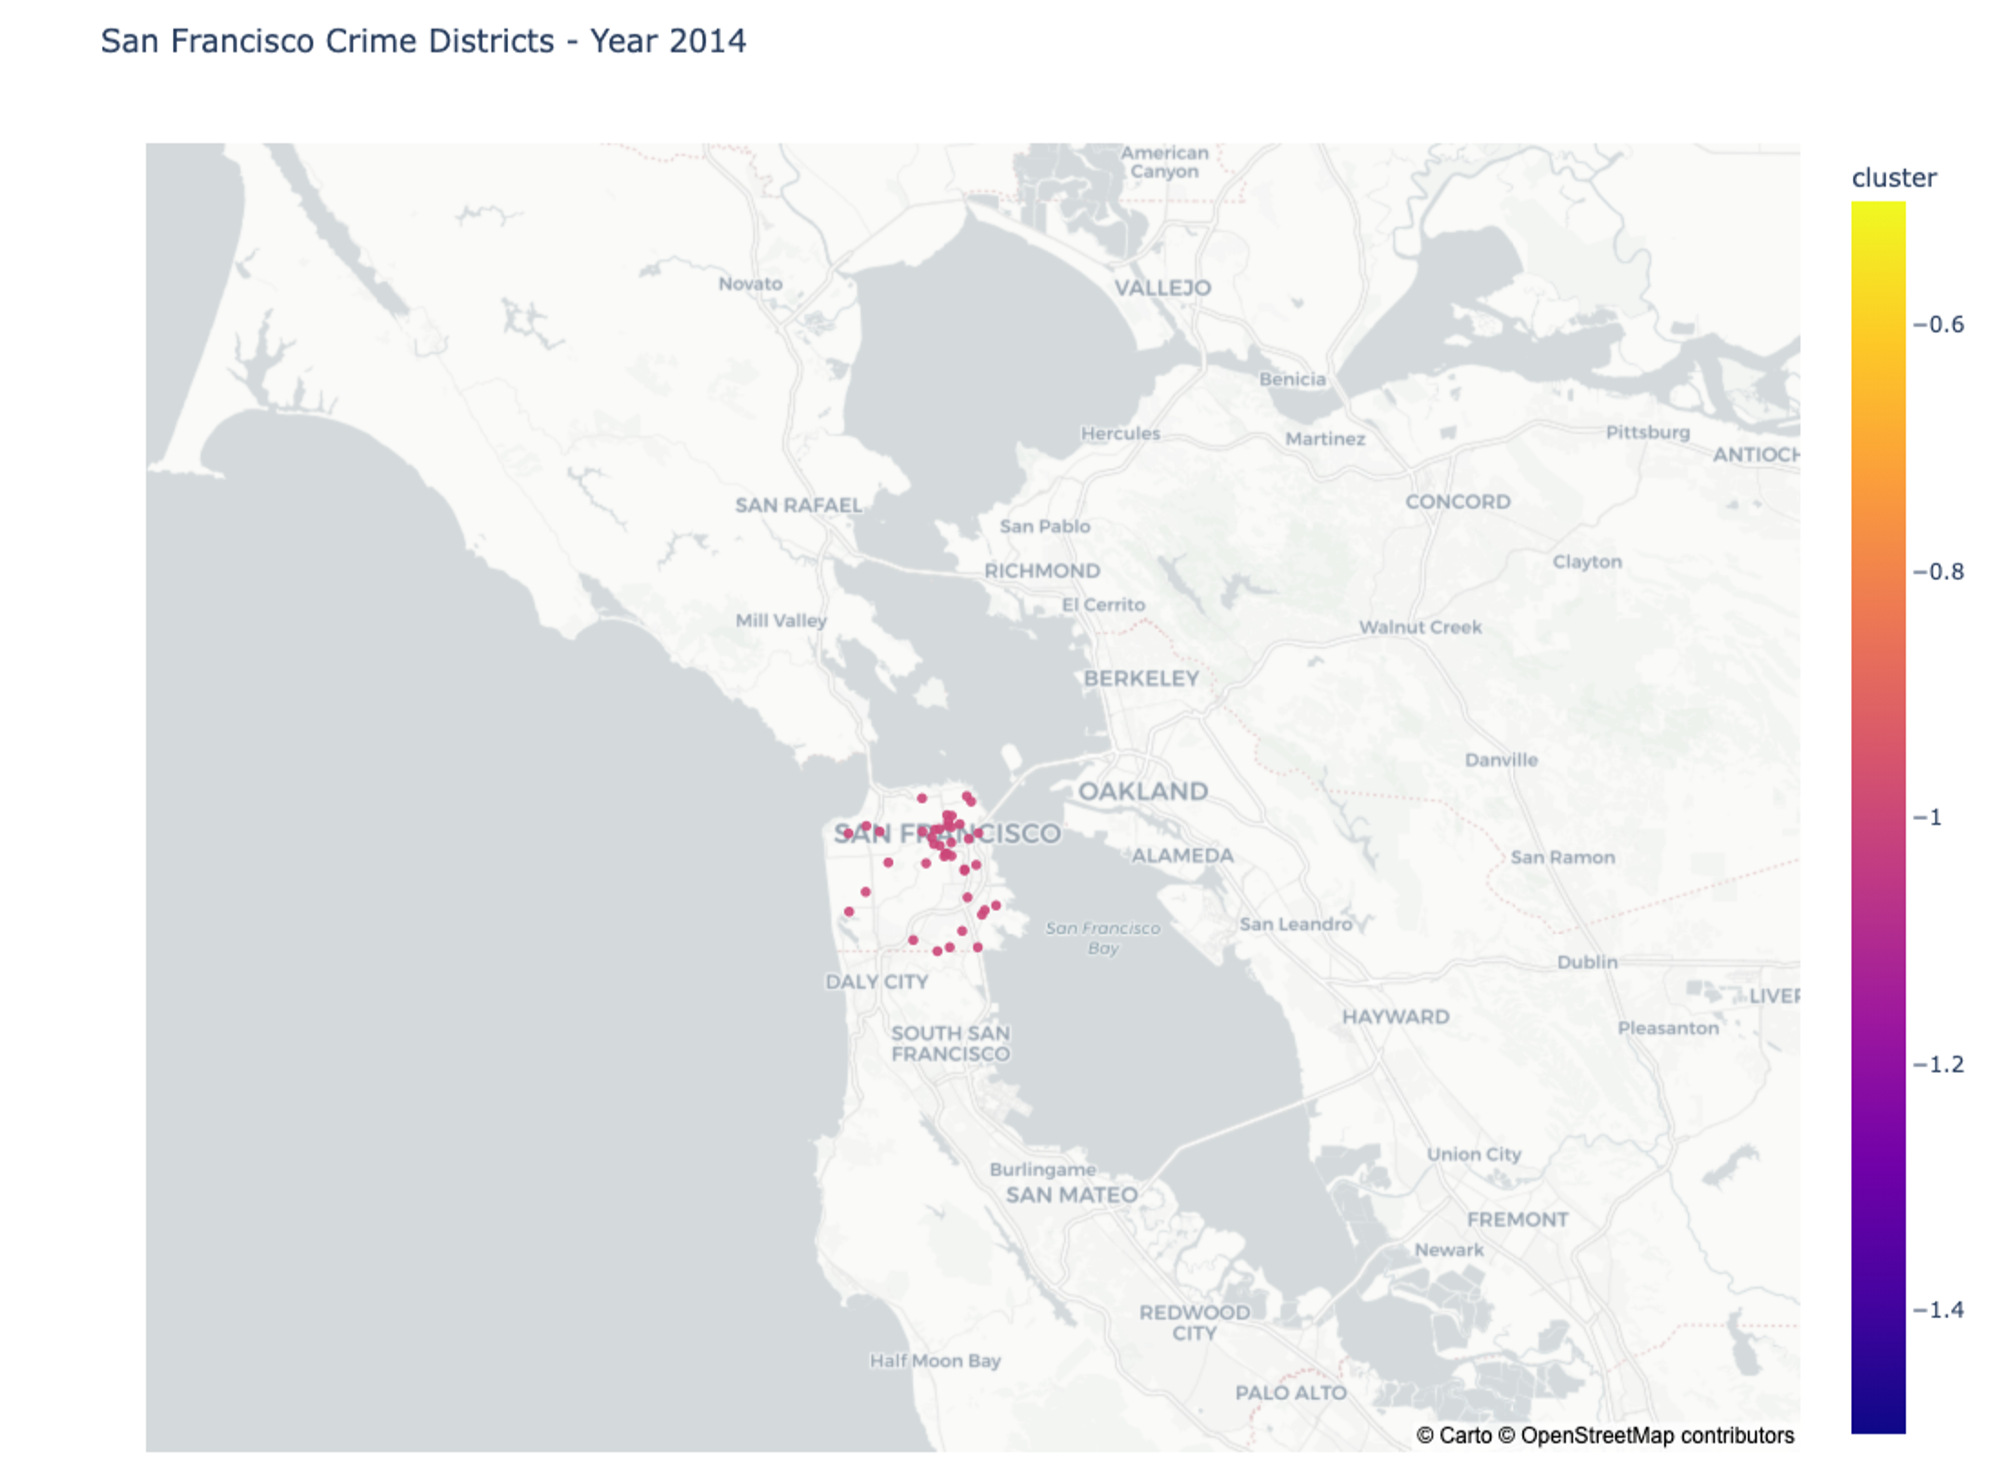 San Francisco Crime Districts - Year 2014
American
Canyon
cluster
Novato
VALLEJO
−0.6
Benicia
Hercules
Martinez
Pittsburg
ANTIOCH
SAN RAFAEL
CONCORD
San Pablo
RICHMOND
Clayton
−0.8
El Cerrito
Mill Valley
Walnut Creek
BERKELEY
Danville
OAKLAND
−1
SAN FRANCISCO
ALAMEDA
San Ramon
San Francisco
Bay
San Leandro
Dublin
DALY CITY
LIVER
HAYWARD
Pleasanton
SOUTH SAN
FRANCISCO
−1.2
Union City
Burlingame
SAN MATEO
FREMONT
Newark
REDWOOD
CITY
−1.4
Half Moon Bay
PALO ALTO
© Carto © OpenStreetMap contributors